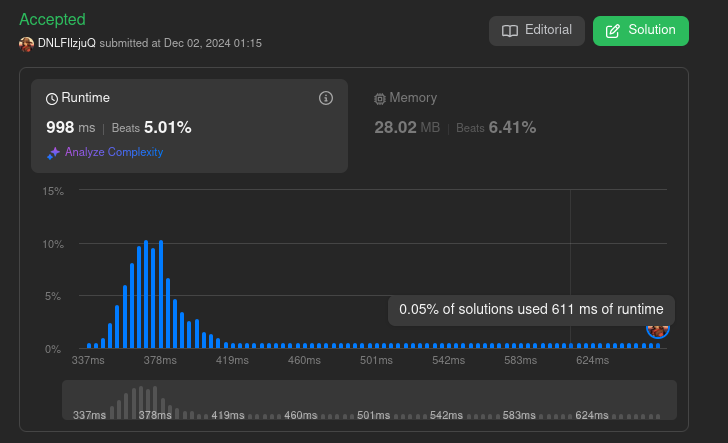 Accepted
DNLFIlzjuQ submitted at Dec 02, 2024 01:15
Editorial
Solution
Runtime
998 ms | Beats 5.01%
Analyze Complexity
Memory
28.02 MB | Beats 6.41%
15%
10%
5%
0%
0.05% of solutions used 611 ms of runtime
337ms 378ms 419ms 460ms 501ms 542ms 583ms 624ms
337ms 378ms 419ms 460ms 501ms 542ms 583ms 624ms